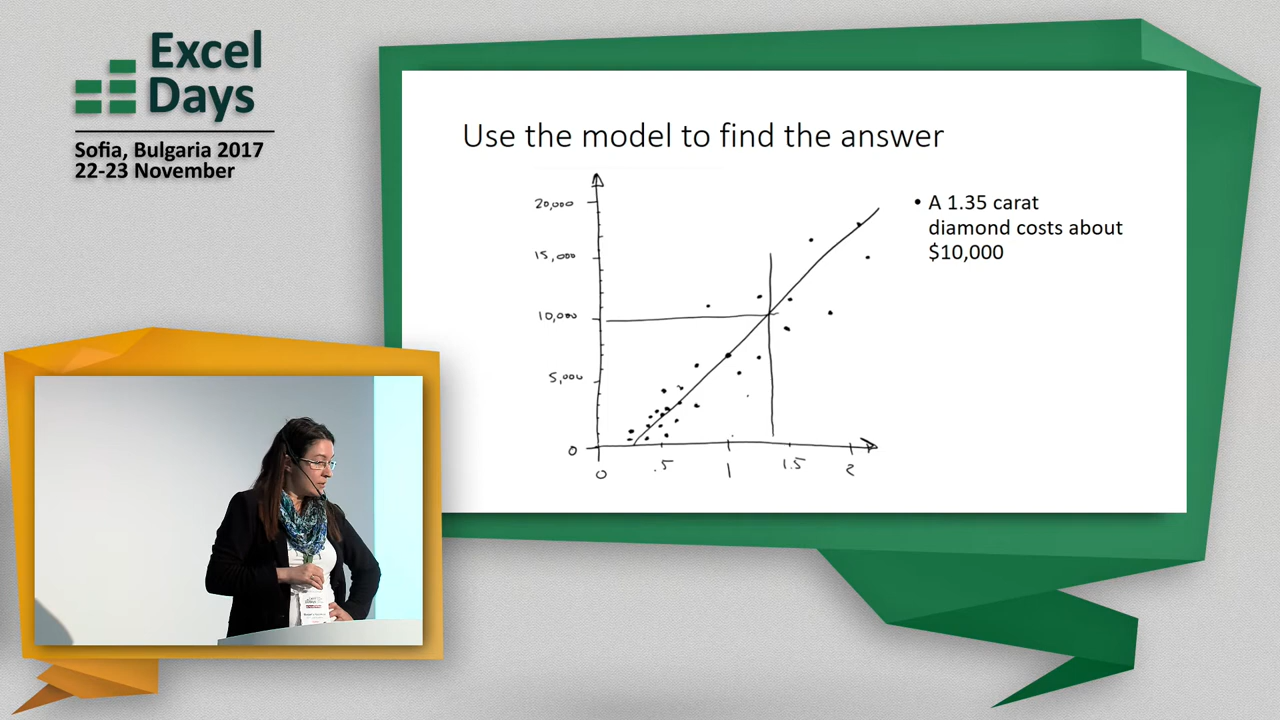 Excel
Days
Sofia, Bulgaria 2017
22-23 November
Use the model to find the answer
20,000
15,000
10,000
5,000
0
0
.5
1
1.5
2
• A 1.35 carat
diamond costs about
$10,000